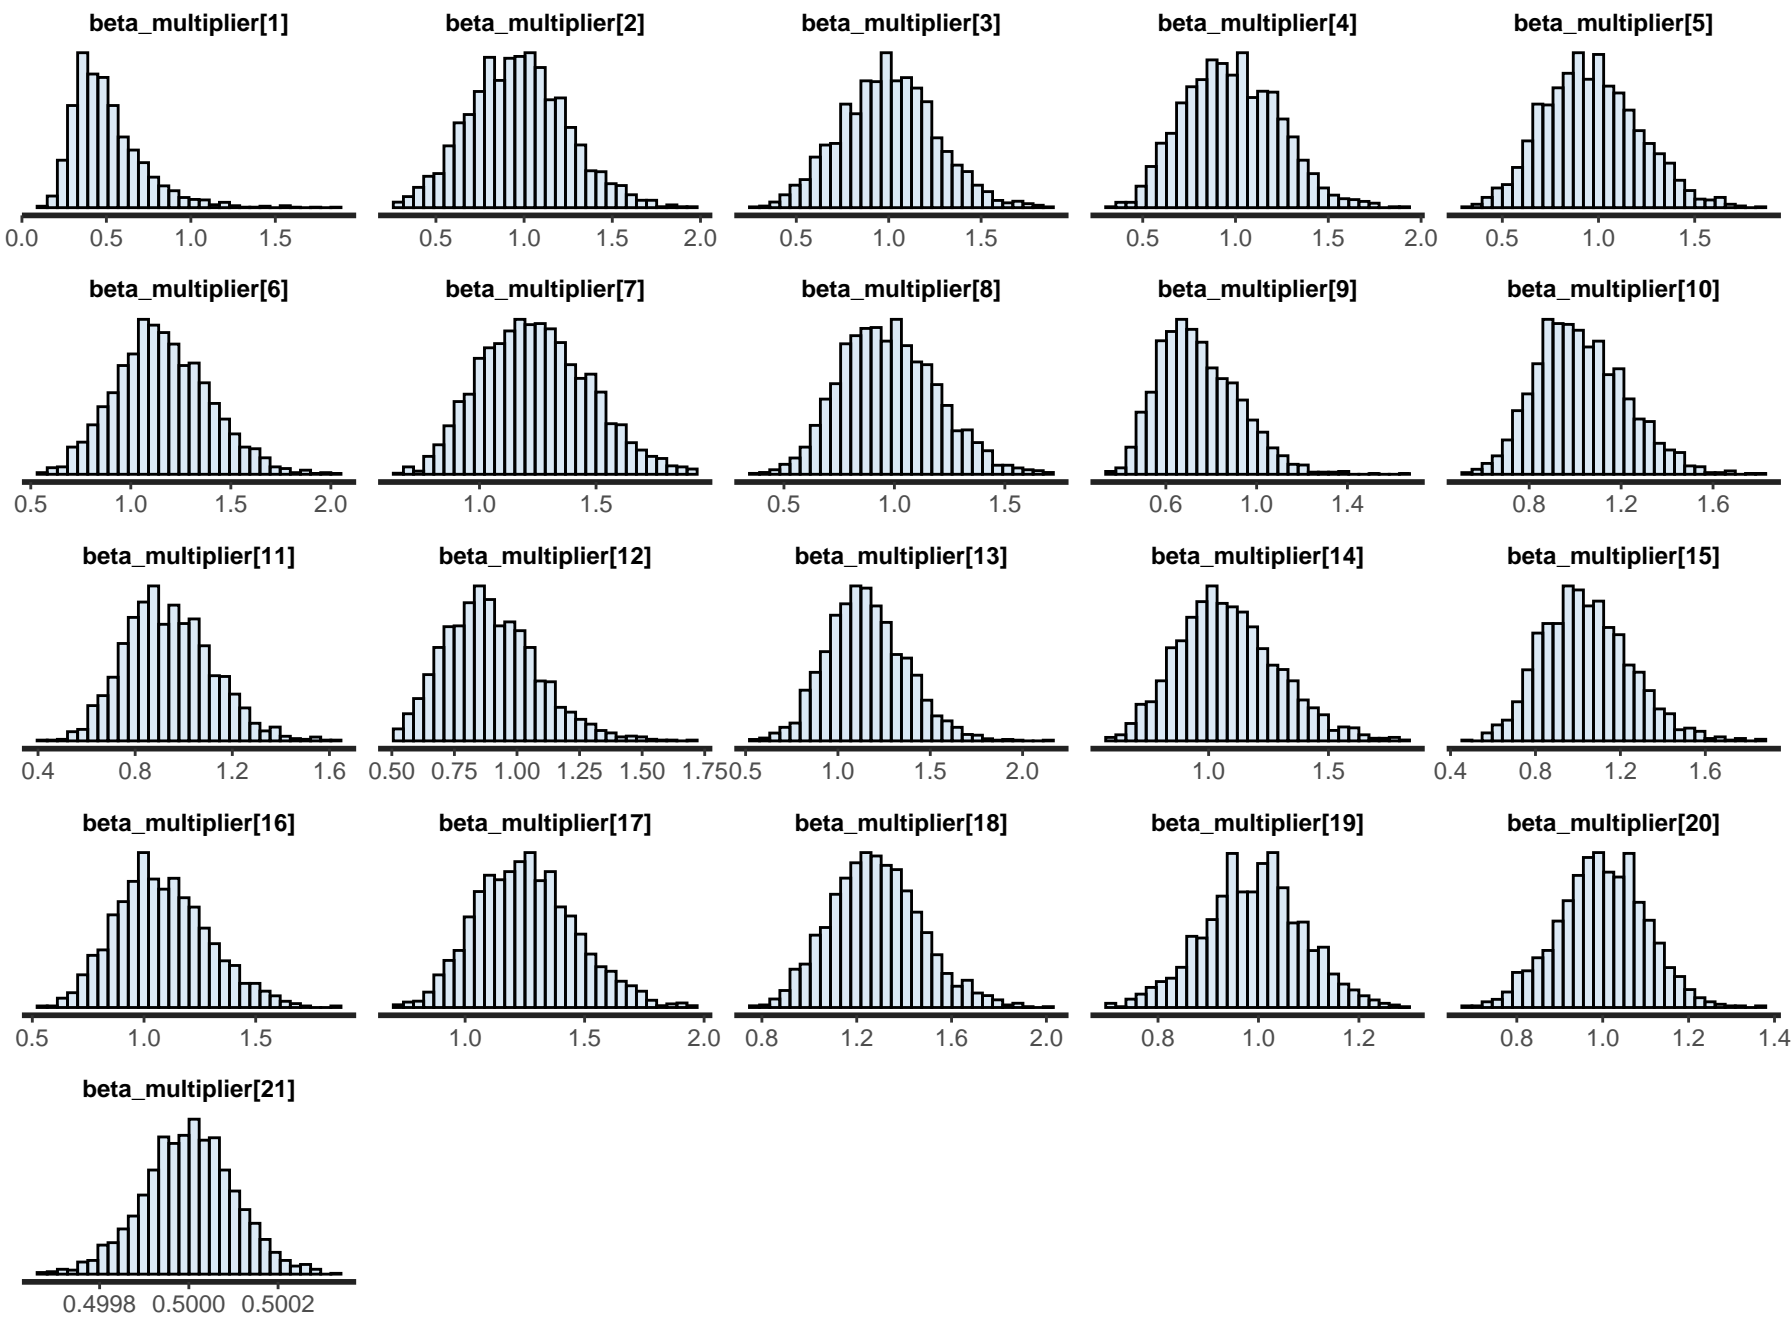 beta_multiplier[1] beta_multiplier[2] beta_multiplier[3] beta_multiplier[4] beta_multiplier[5]
0.0 0.5 1.0 1.5 0.5 1.0 1.5 2.0 0.5 1.0 1.5 0.5 1.0 1.5 2.0 0.5 1.0 1.5
beta_multiplier[6] beta_multiplier[7] beta_multiplier[8] beta_multiplier[9] beta_multiplier[10]
0.5 1.0 1.5 2.0 1.0 1.5 0.5 1.0 1.5 0.6 1.0 1.4 0.8 1.2 1.6
beta_multiplier[11] beta_multiplier[12] beta_multiplier[13] beta_multiplier[14] beta_multiplier[15]
0.4 0.8 1.2 1.6 0.50 0.75 1.00 1.25 1.50 1.75 0.5 1.0 1.5 2.0 1.0 1.5 0.4 0.8 1.2 1.6
beta_multiplier[16] beta_multiplier[17] beta_multiplier[18] beta_multiplier[19] beta_multiplier[20]
0.5 1.0 1.5 1.0 1.5 2.0 0.8 1.2 1.6 2.0 0.8 1.0 1.2 0.8 1.0 1.2 1.4
beta_multiplier[21]
0.4998 0.5000 0.5002